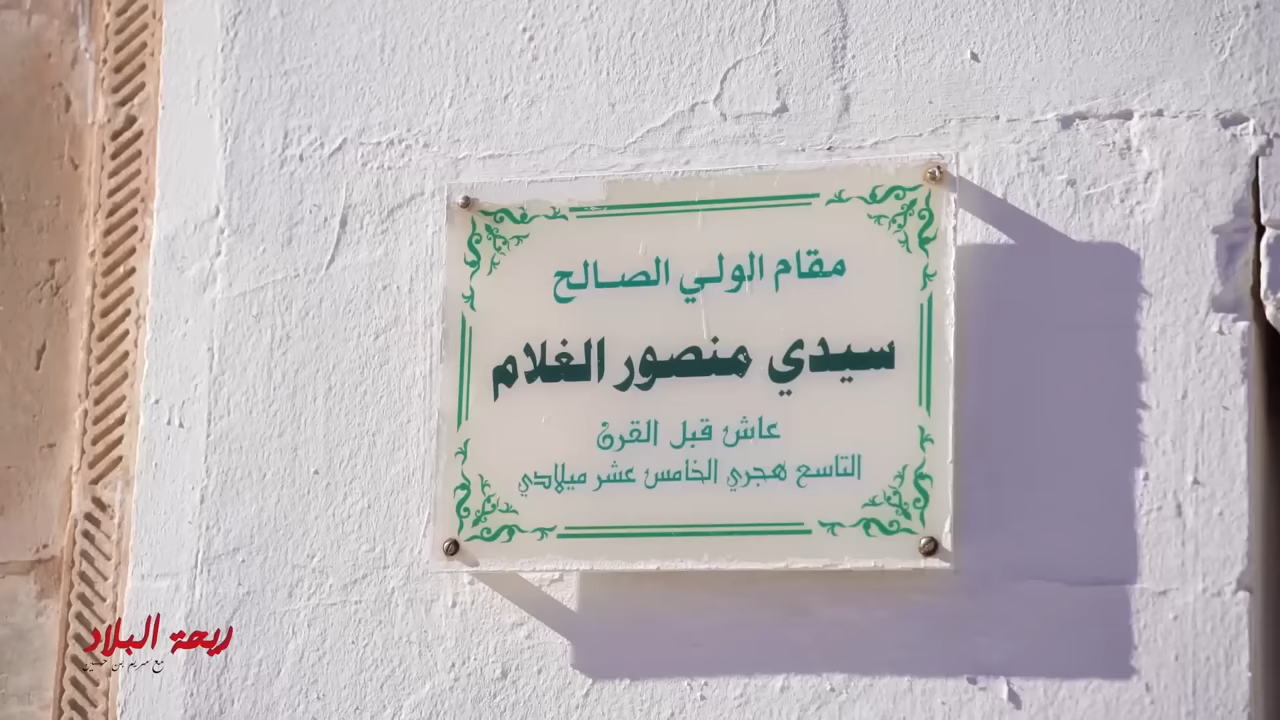 مقام الولي الصالح
سيدي منصور الغلام
عاش قبل القرن
التاسع هجري الخامس عشر ميلادي
ريحة البلاد
مع مريم بن حسين